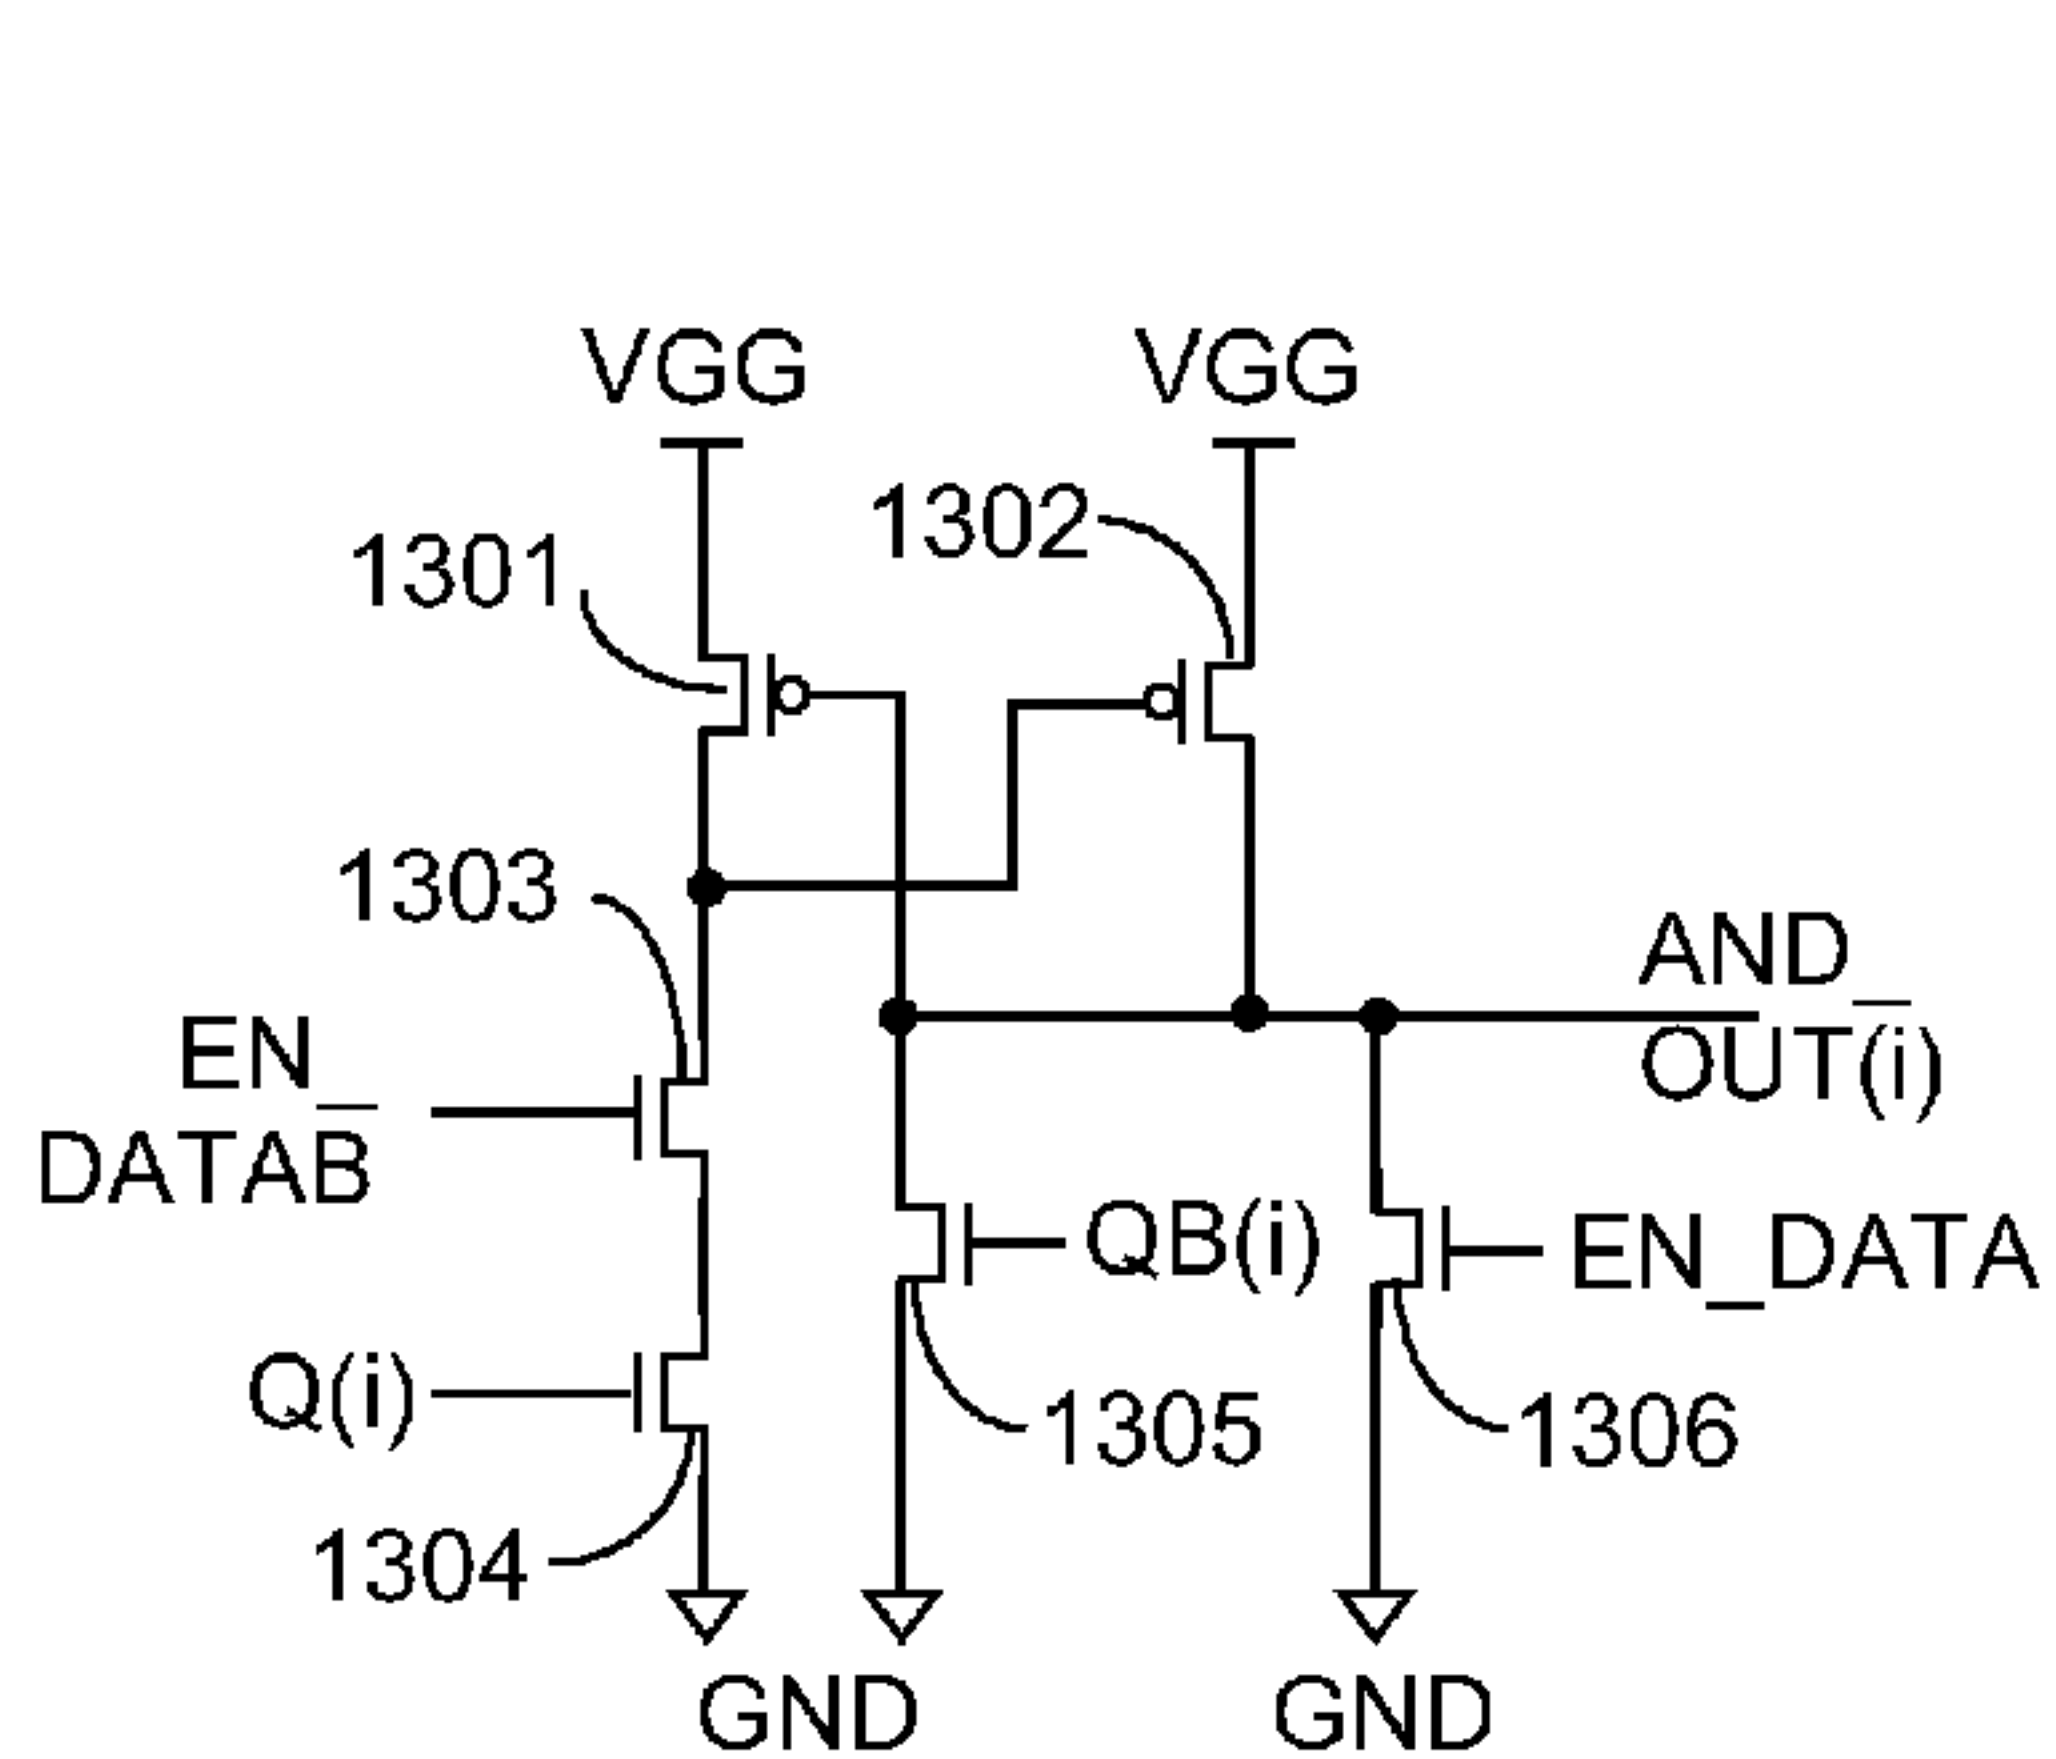 VGG
VGG
1301
1302
1303
AND_
OUT(i)
EN_
DATAB
QB(i)
EN_DATA
Q(i)
1305
1306
1304
GND
GND